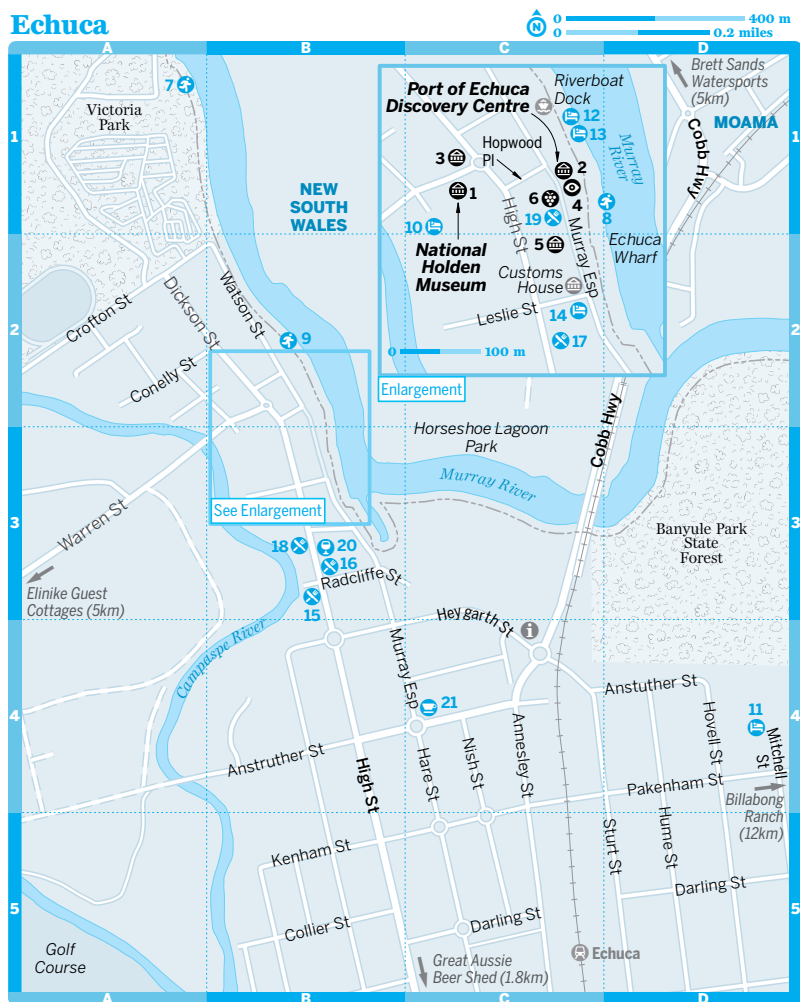 Echuca
N
0 400 m
0 0.2 miles
A B C D
1
2
3
4
5
7
Victoria
Park
NEW
SOUTH
WALES
Port of Echuca
Discovery Centre
Riverboat
Dock
12
13
Hopwood
Pl
3
1
2
4
6
19
5
8
10
National
Holden
Museum
High St
Murray Esp
Murray
River
Echuca
Wharf
Customs
House
Leslie St
14
17
0 100 m
Enlargement
Brett Sands
Watersports
(5km)
MOAMA
Cobb Hwy
Crofton St
Dickson St
Watson St
9
Conelly St
Horseshoe Lagoon
Park
Cobb Hwy
Murray River
See Enlargement
Warren St
Elinike Guest
Cottages (5km)
18
20
16
Radcliffe St
15
Banyule Park
State
Forest
Campaspe River
Heygarth St
i
Murray Esp
21
Anstuther St
11
Hovell St
Mitchell
St
Anstruther St
High St
Hare St
Nish St
Annesley St
Pakenham St
Billabong
Ranch
(12km)
Sturt St
Hume St
Kenham St
Darling St
Collier St
Darling St
Golf
Course
Great Aussie
Beer Shed (1.8km)
Echuca
1
2
3
4
5
A B C D